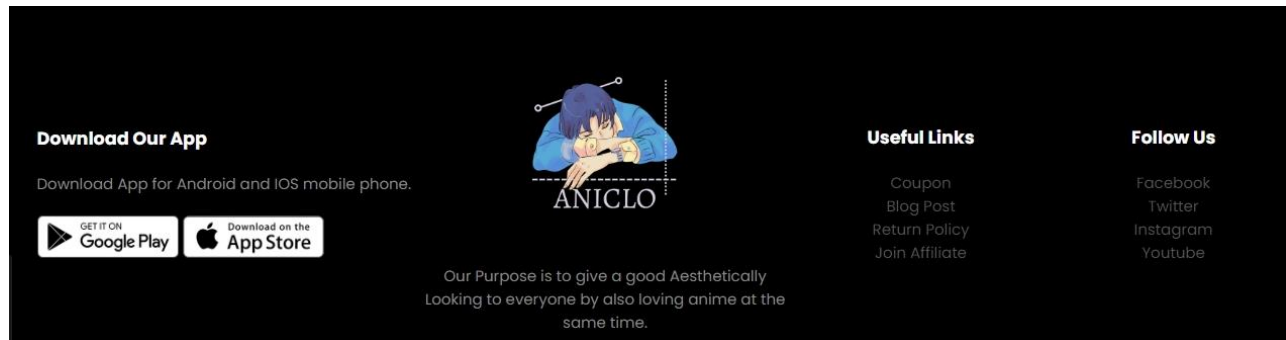 Download Our App
Download App for Android and IOS mobile phone.
GET IT ON
Google Play
Download on the
App Store
ANICLO
Our Purpose is to give a good Aesthetically
Looking to everyone by also loving anime at the
same time.
Useful Links
Coupon
Blog Post
Return Policy
Join Affiliate
Follow Us
Facebook
Twitter
Instagram
Youtube